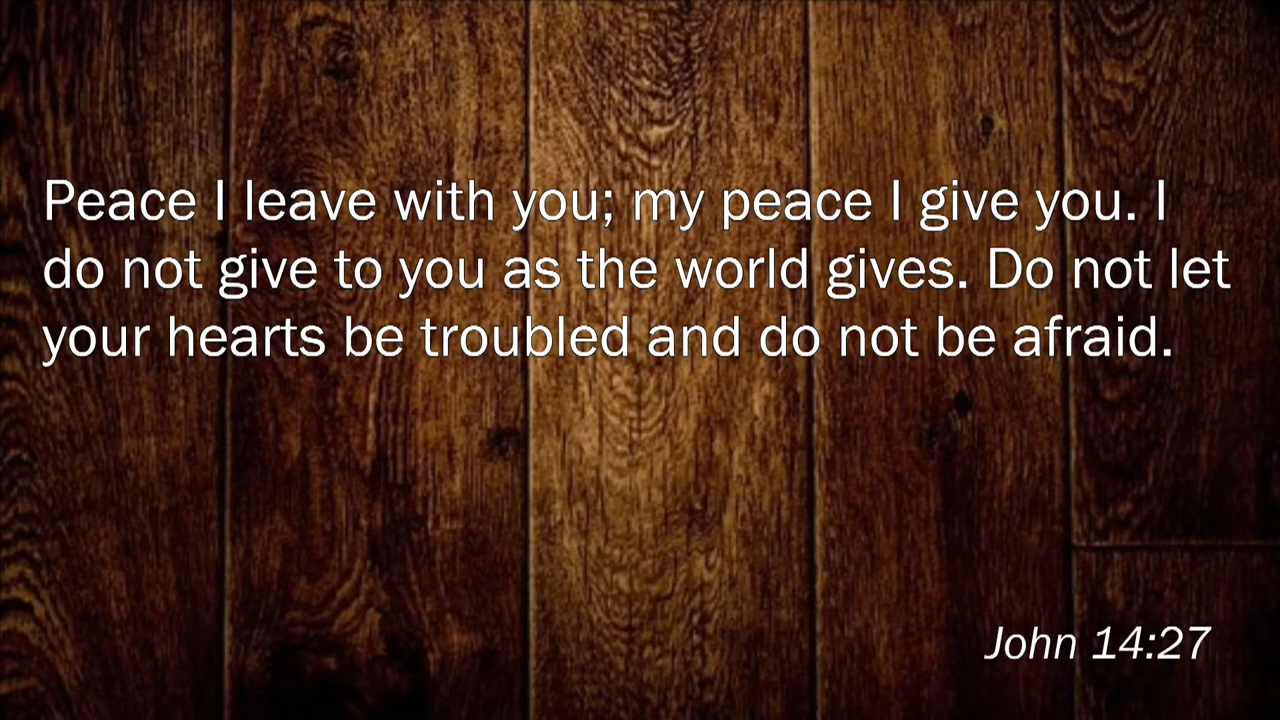 Peace I leave with you; my peace I give you. I
do not give to you as the world gives. Do not let
your hearts be troubled and do not be afraid.
John 14:27